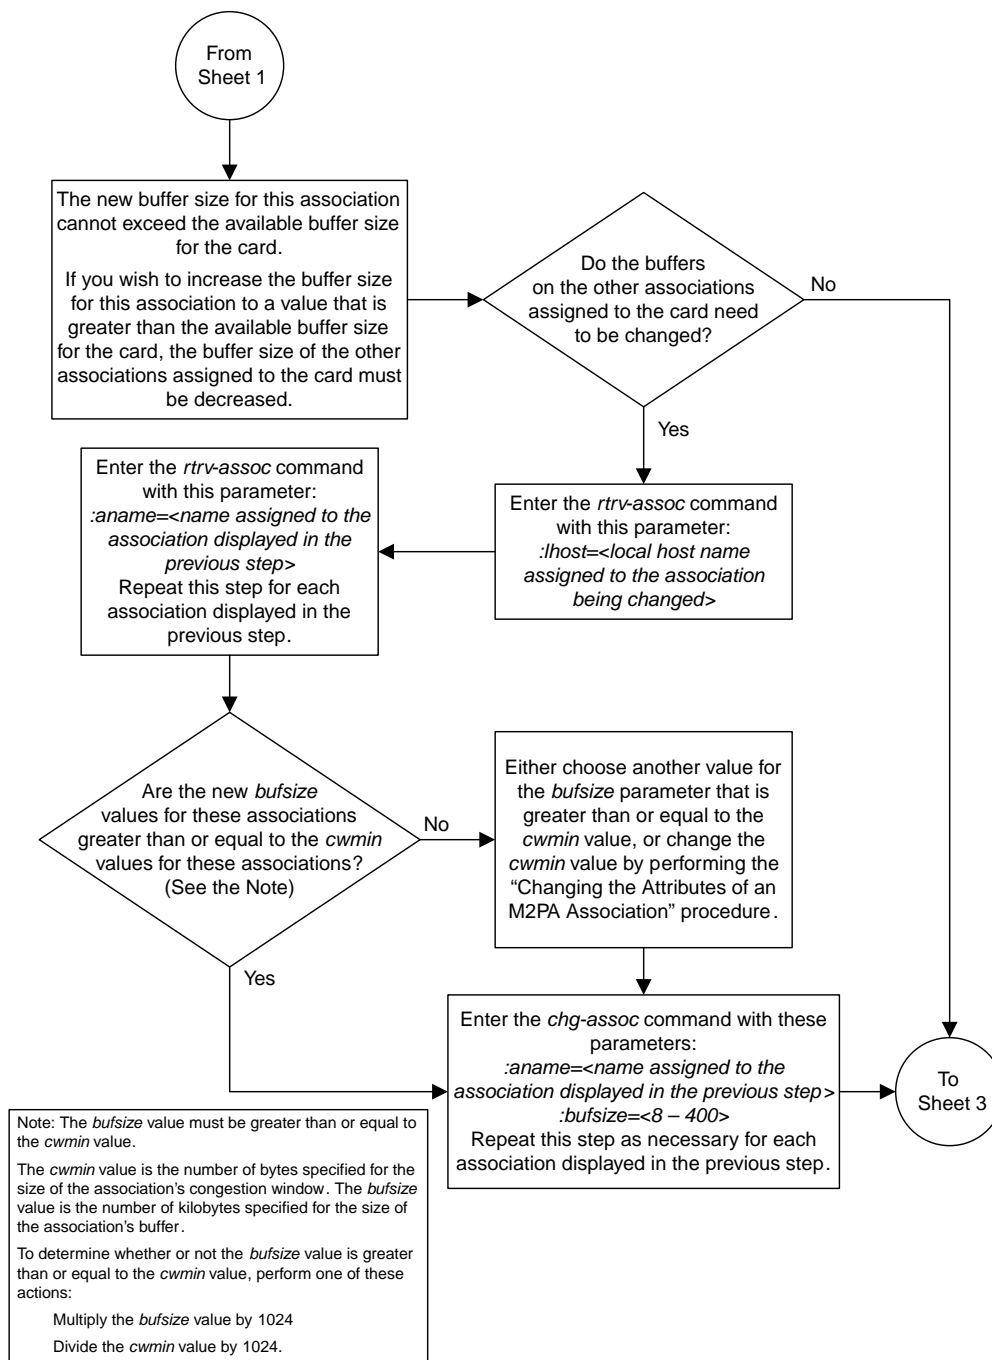 From
Sheet 1
The new buffer size for this association
cannot exceed the available buffer size
for the card.
If you wish to increase the buffer size
for this association to a value that is
greater than the available buffer size
for the card, the buffer size of the other
associations assigned to the card must
be decreased.
Do the buffers
on the other associations
assigned to the card need
to be changed?
No
Yes
Enter the rtrv-assoc command
with this parameter:
:lhost=<local host name
assigned to the association
being changed>
Enter the rtrv-assoc command
with this parameter:
:aname=<name assigned to the
association displayed in the
previous step>
Repeat this step for each
association displayed in the
previous step.
Are the new bufsize
values for these associations
greater than or equal to the cwmin
values for these associations?
(See the Note)
No
Yes
Either choose another value for
the bufsize parameter that is
greater than or equal to the
cwmin value, or change the
cwmin value by performing the
“Changing the Attributes of an
M2PA Association” procedure.
Enter the chg-assoc command with these
parameters:
:aname=<name assigned to the
association displayed in the previous step>
:bufsize=<8 – 400>
Repeat this step as necessary for each
association displayed in the previous step.
To
Sheet 3
Note: The bufsize value must be greater than or equal to
the cwmin value.
The cwmin value is the number of bytes specified for the
size of the association’s congestion window. The bufsize
value is the number of kilobytes specified for the size of
the association’s buffer.
To determine whether or not the bufsize value is greater
than or equal to the cwmin value, perform one of these
actions:
Multiply the bufsize value by 1024
Divide the cwmin value by 1024.